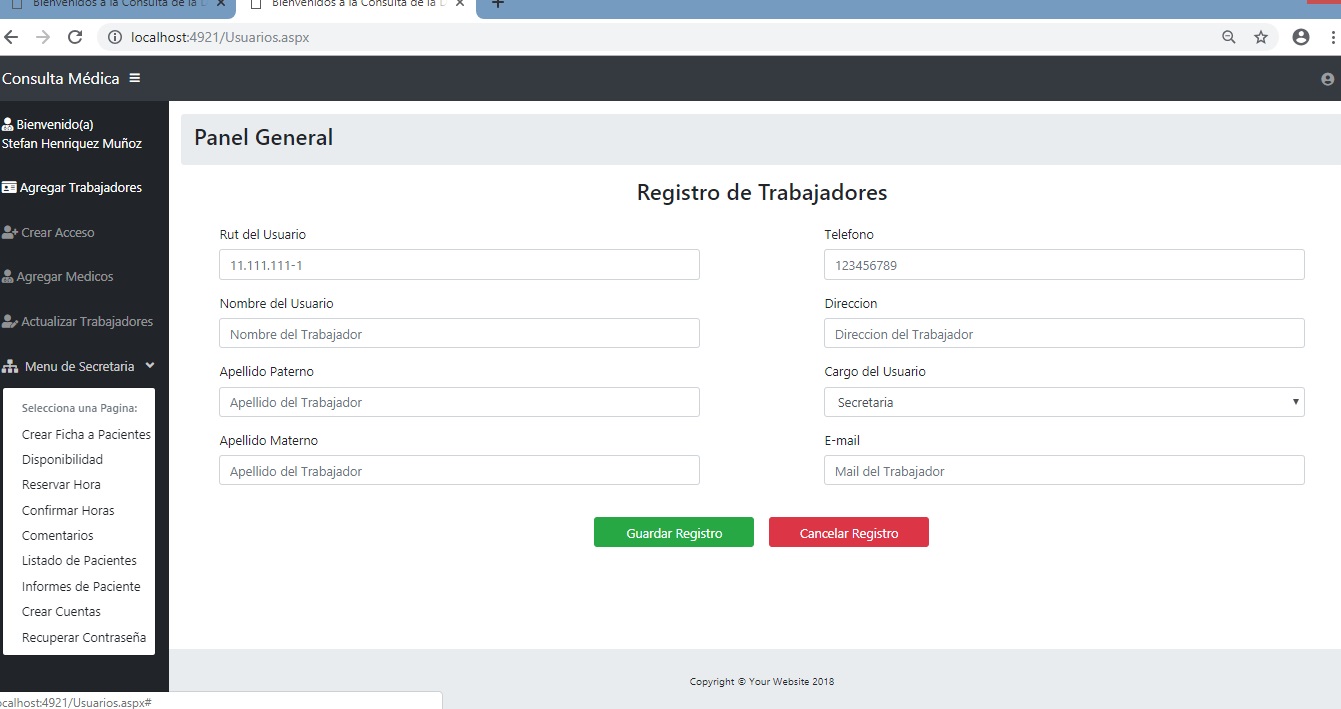 Bienvenidos a la Consulta de la
Bienvenidos a la Consulta de la
localhost:4921/Usuarios.aspx
Consulta Médica
Bienvenido(a)
Stefan Henriquez Muñoz
Agregar Trabajadores
Crear Acceso
Agregar Medicos
Actualizar Trabajadores
Menu de Secretaria
Selecciona una Pagina:
Crear Ficha a Pacientes
Disponibilidad
Reservar Hora
Confirmar Horas
Comentarios
Listado de Pacientes
Informes de Paciente
Crear Cuentas
Recuperar Contraseña
Panel General
Registro de Trabajadores
Rut del Usuario
11.111.111-1
Nombre del Usuario
Nombre del Trabajador
Apellido Paterno
Apellido del Trabajador
Apellido Materno
Apellido del Trabajador
Telefono
123456789
Direccion
Direccion del Trabajador
Cargo del Usuario
Secretaria
E-mail
Mail del Trabajador
Guardar Registro
Cancelar Registro
Copyright © Your Website 2018
ocalhost:4921/Usuarios.aspx#